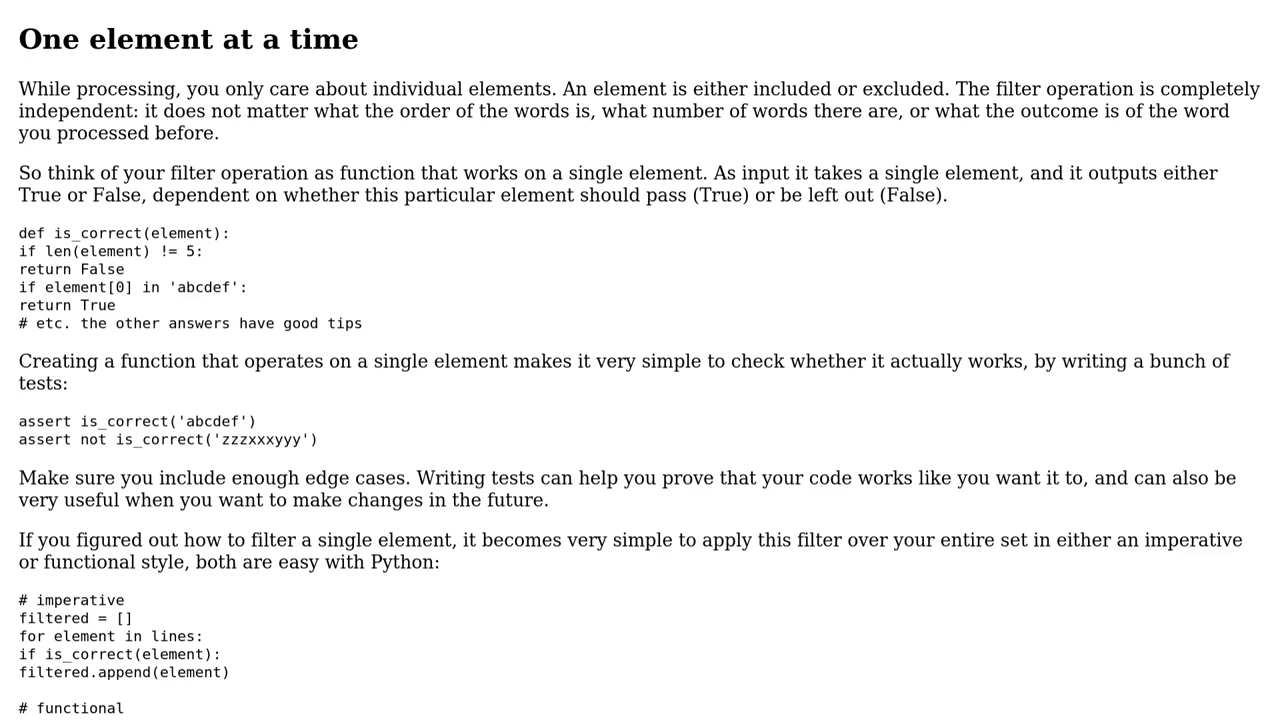 One element at a time
While processing, you only care about individual elements. An element is either included or excluded. The filter operation is completely
independent: it does not matter what the order of the words is, what number of words there are, or what the outcome is of the word
you processed before.
So think of your filter operation as function that works on a single element. As input it takes a single element, and it outputs either
True or False, dependent on whether this particular element should pass (True) or be left out (False).
def is_correct(element):
if len(element) != 5:
return False
if element[0] in 'abcdef':
return True
# etc. the other answers have good tips
Creating a function that operates on a single element makes it very simple to check whether it actually works, by writing a bunch of
tests:
assert is_correct('abcdef')
assert not is_correct('zzzxxxyyy')
Make sure you include enough edge cases. Writing tests can help you prove that your code works like you want it to, and can also be
very useful when you want to make changes in the future.
If you figured out how to filter a single element, it becomes very simple to apply this filter over your entire set in either an imperative
or functional style, both are easy with Python:
# imperative
filtered = []
for element in lines:
if is_correct(element):
filtered.append(element)
# functional